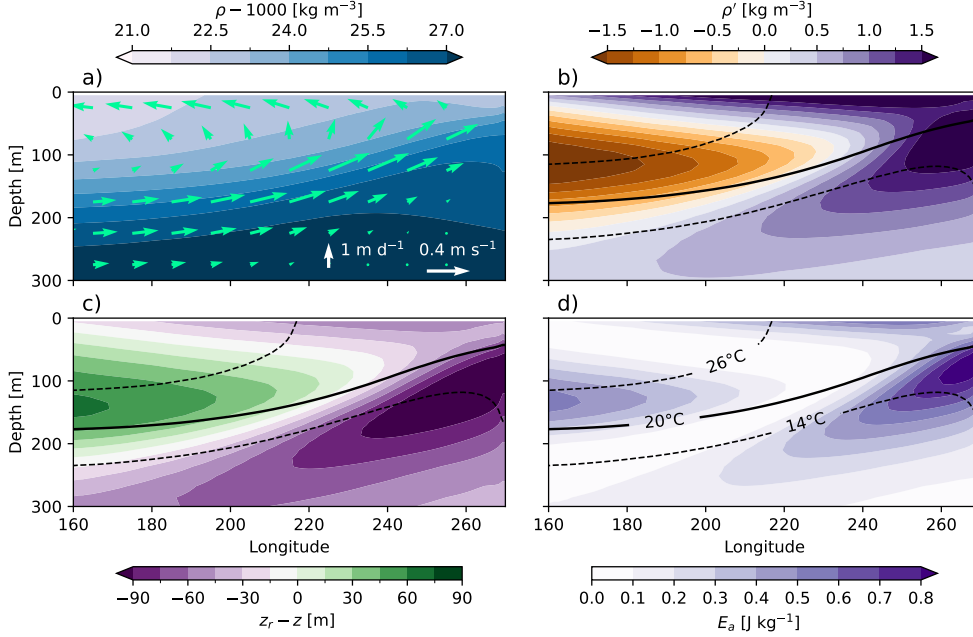 ρ − 1000 [kg m⁻³]
21.0 22.5 24.0 25.5 27.0
ρ′ [kg m⁻³]
−1.5 −1.0 −0.5 0.0 0.5 1.0 1.5
a)
b)
0
100
200
300
Depth [m]
1 m d⁻¹ 0.4 m s⁻¹
c)
d)
0
100
200
300
Depth [m]
26°C
20°C
14°C
160 180 200 220 240 260
Longitude
160 180 200 220 240 260
Longitude
−90 −60 −30 0 30 60 90
zᵣ − z [m]
0.0 0.1 0.2 0.3 0.4 0.5 0.6 0.7 0.8
Eₐ [J kg⁻¹]